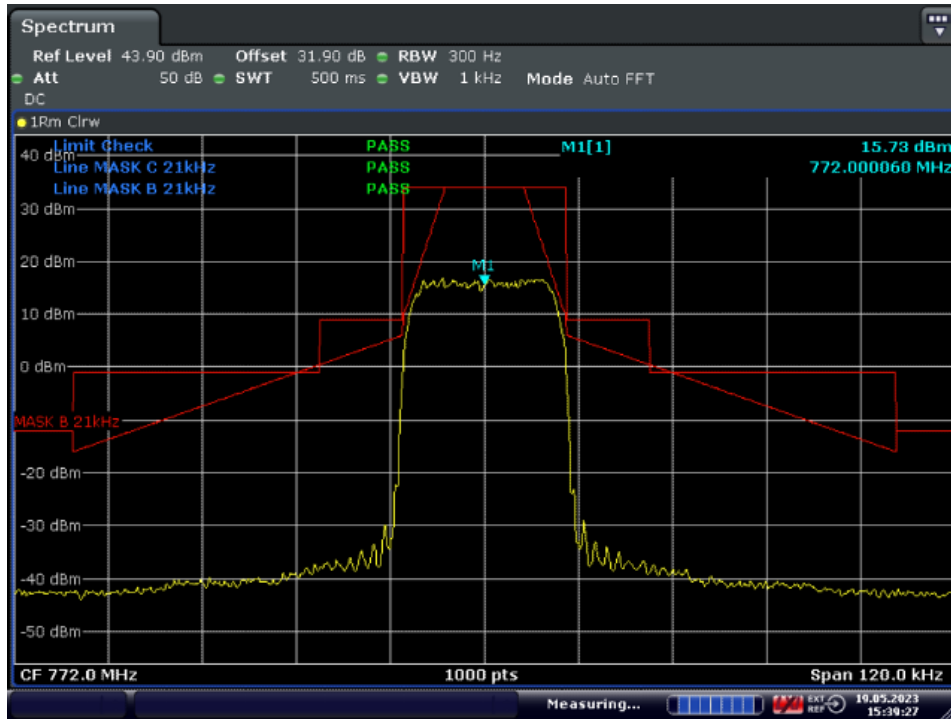 Spectrum
Ref Level 43.90 dBm Offset 31.90 dB RBW 300 Hz
Att 50 dB SWT 500 ms VBW 1 kHz Mode Auto FFT
DC
1Rm Clrw
Limit Check PASS M1[1] 15.73 dBm
40 dBm
Line MASK C 21kHz PASS 772.000060 MHz
Line MASK B 21kHz PASS
30 dBm
20 dBm
M1
10 dBm
0 dBm
MASK B 21kHz
-20 dBm
-30 dBm
-40 dBm
-50 dBm
CF 772.0 MHz 1000 pts Span 120.0 kHz
Measuring... EXT REF 19.05.2023
15:39:27